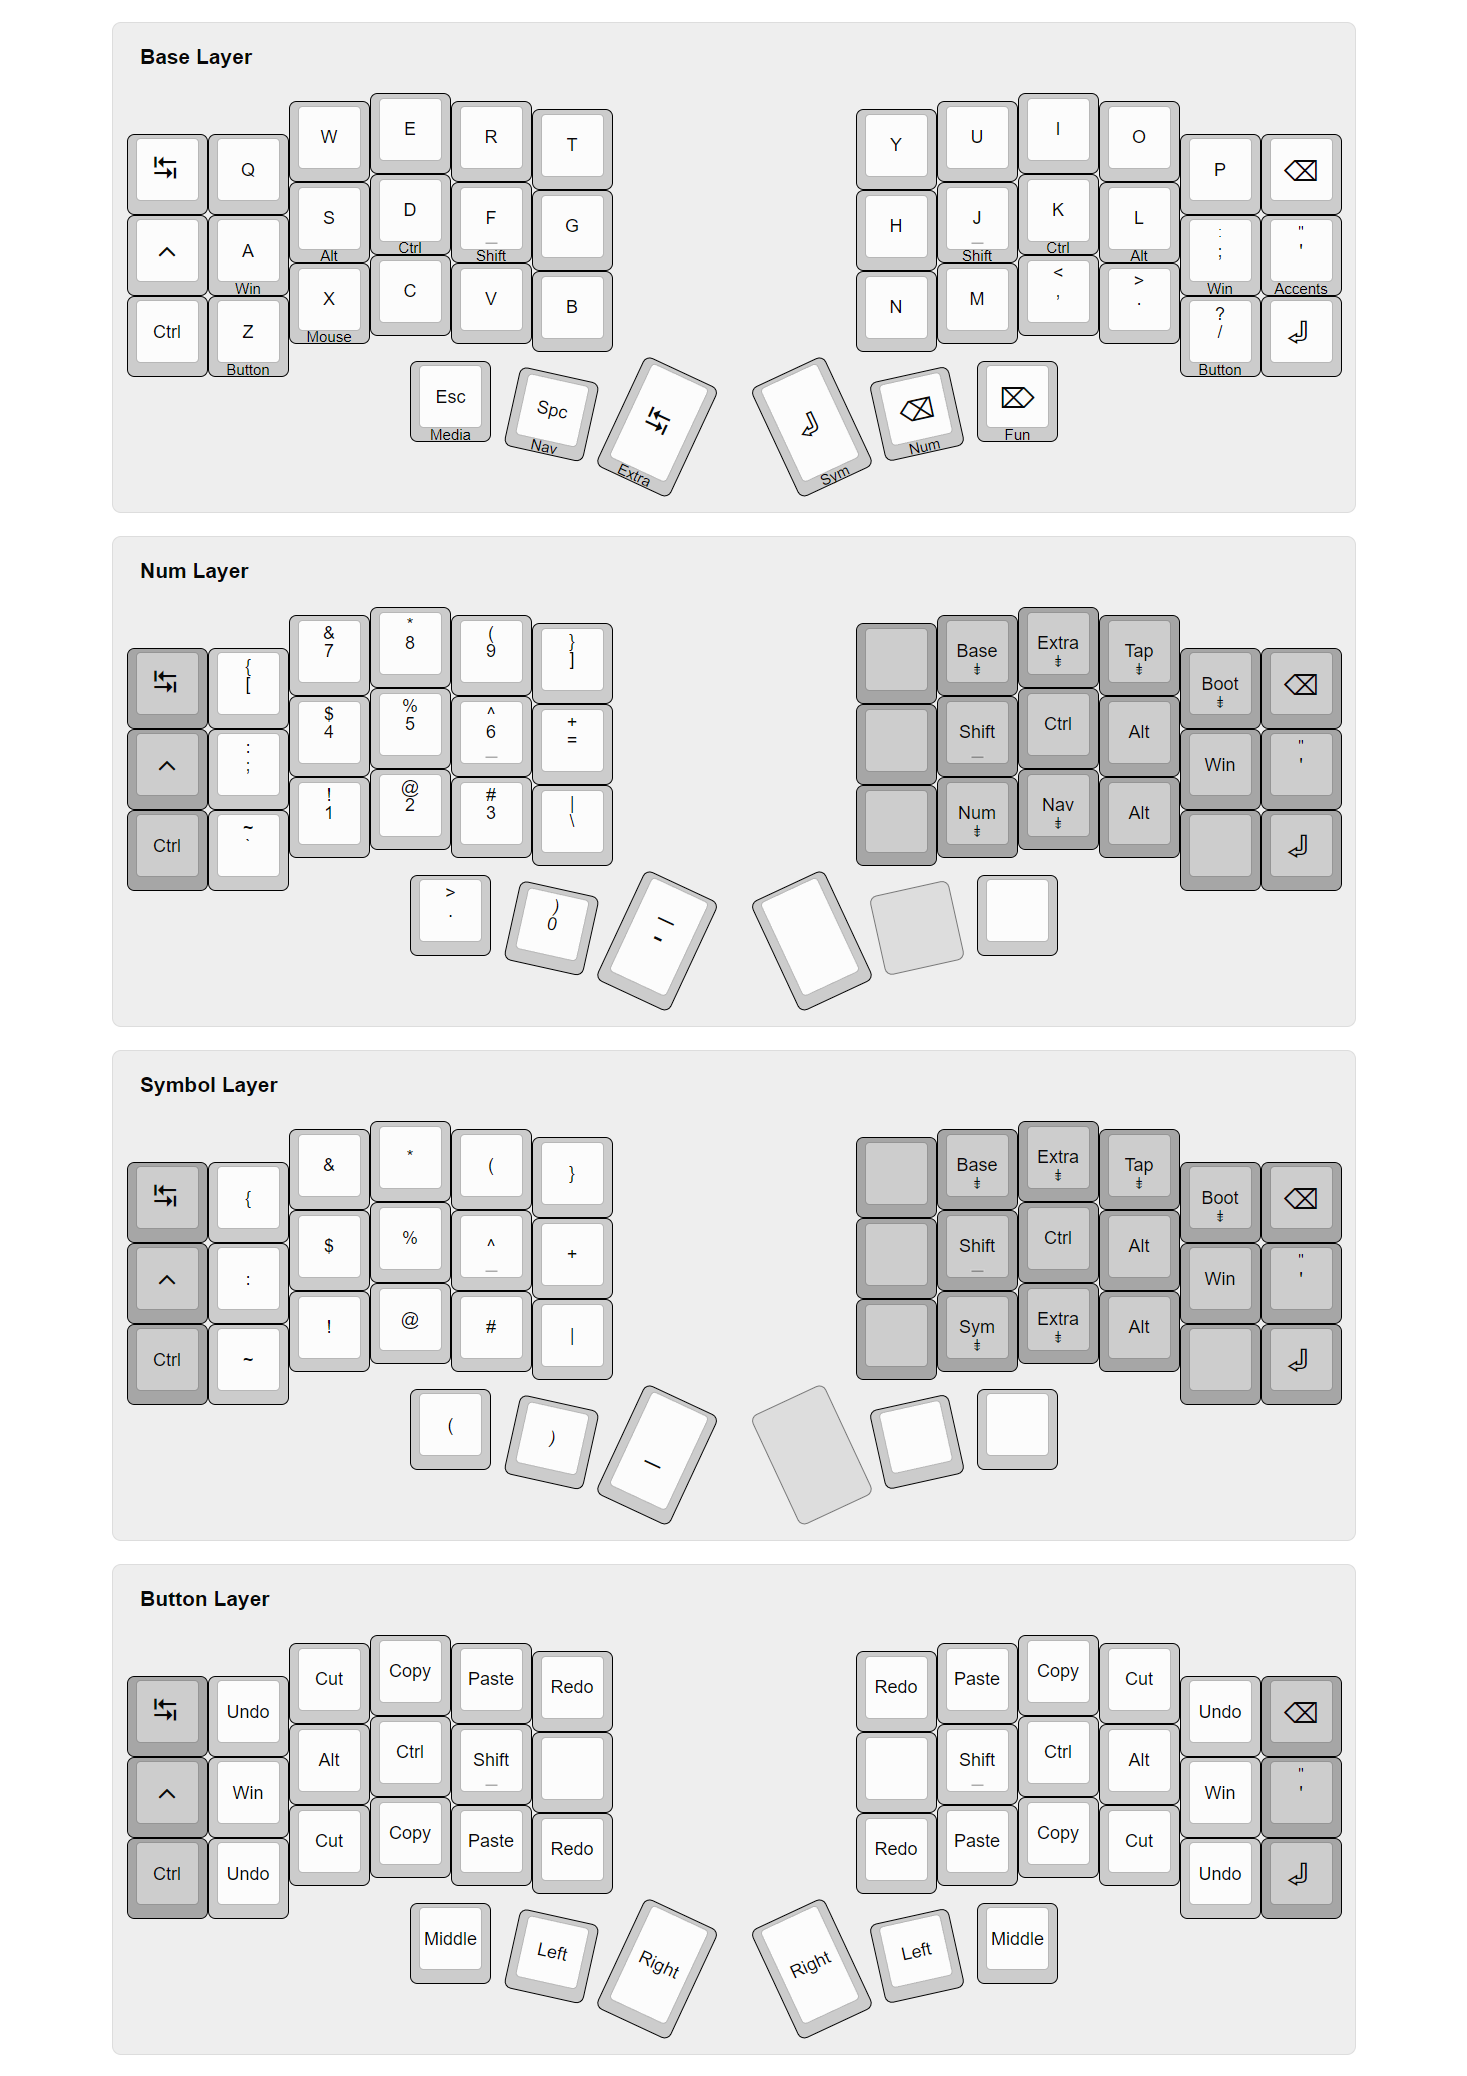 Base Layer
↹ Q W E R T Y U I O P ⌫
^ A S D F G H J K L : ; " '
Win Alt Ctrl Shift Shift Ctrl Alt Win Accents
Ctrl Z X C V B N M < , > . ? / ⏎
Button Mouse Button
Esc Spc ↹ ⏎ ⌫ ⌦
Media Nav Extra Sym Num Fun
Num Layer
↹ { [ & 7 * 8 ( 9 } ] Base ⇟ Extra ⇟ Tap ⇟ Boot ⇟ ⌫
^ : ; $ 4 % 5 ^ 6 + = Shift Ctrl Alt Win " '
Ctrl ~ ` ! 1 @ 2 # 3 | \ Num ⇟ Nav ⇟ Alt ⏎
> . ) 0 _ -
Symbol Layer
↹ { & * ( } Base ⇟ Extra ⇟ Tap ⇟ Boot ⇟ ⌫
^ : $ % ^ + Shift Ctrl Alt Win " '
Ctrl ~ ! @ # | Sym ⇟ Extra ⇟ Alt ⏎
( ) _
Button Layer
↹ Undo Cut Copy Paste Redo Redo Paste Copy Cut Undo ⌫
^ Win Alt Ctrl Shift Shift Ctrl Alt Win " '
Ctrl Undo Cut Copy Paste Redo Redo Paste Copy Cut Undo ⏎
Middle Left Right Right Left Middle